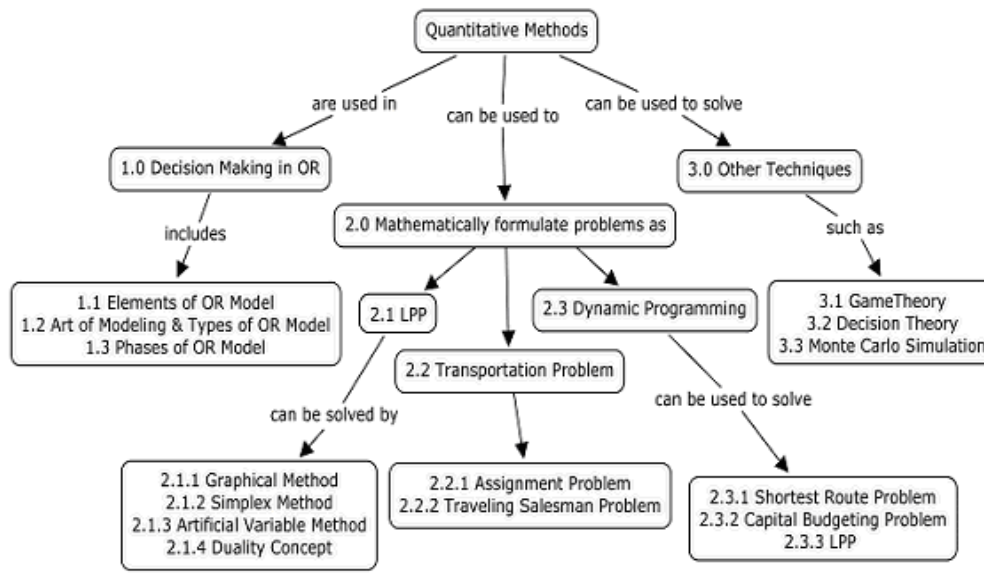 Quantitative Methods
are used in
can be used to
can be used to solve
1.0 Decision Making in OR
3.0 Other Techniques
2.0 Mathematically formulate problems as
includes
such as
1.1 Elements of OR Model
1.2 Art of Modeling & Types of OR Model
1.3 Phases of OR Model
2.1 LPP
2.3 Dynamic Programming
3.1 GameTheory
3.2 Decision Theory
3.3 Monte Carlo Simulation
2.2 Transportation Problem
can be solved by
can be used to solve
2.1.1 Graphical Method
2.1.2 Simplex Method
2.1.3 Artificial Variable Method
2.1.4 Duality Concept
2.2.1 Assignment Problem
2.2.2 Traveling Salesman Problem
2.3.1 Shortest Route Problem
2.3.2 Capital Budgeting Problem
2.3.3 LPP